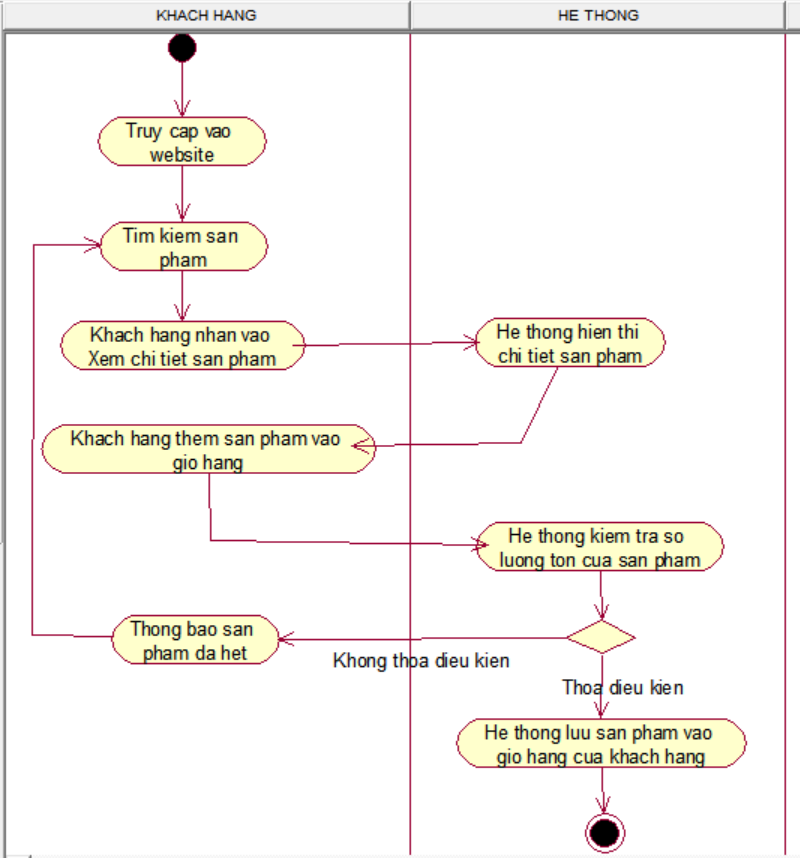 KHACH HANG
HE THONG
Truy cap vao
website
Tim kiem san
pham
Khach hang nhan vao
Xem chi tiet san pham
He thong hien thi
chi tiet san pham
Khach hang them san pham vao
gio hang
He thong kiem tra so
luong ton cua san pham
Thong bao san
pham da het
Khong thoa dieu kien
Thoa dieu kien
He thong luu san pham vao
gio hang cua khach hang